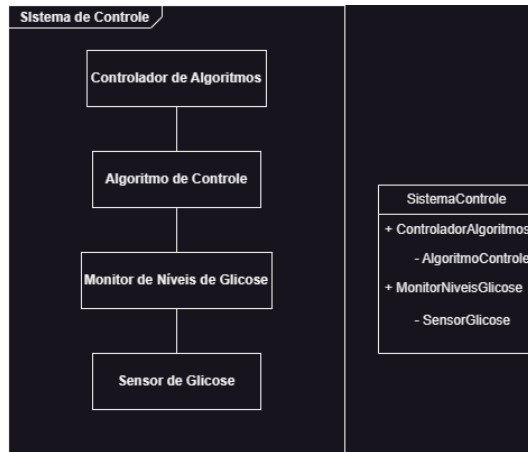 Sistema de Controle
Controlador de Algoritmos
Algoritmo de Controle
Monitor de Níveis de Glicose
Sensor de Glicose
SistemaControle
+ ControladorAlgoritmos
- AlgoritmoControle
+ MonitorNiveisGlicose
- SensorGlicose